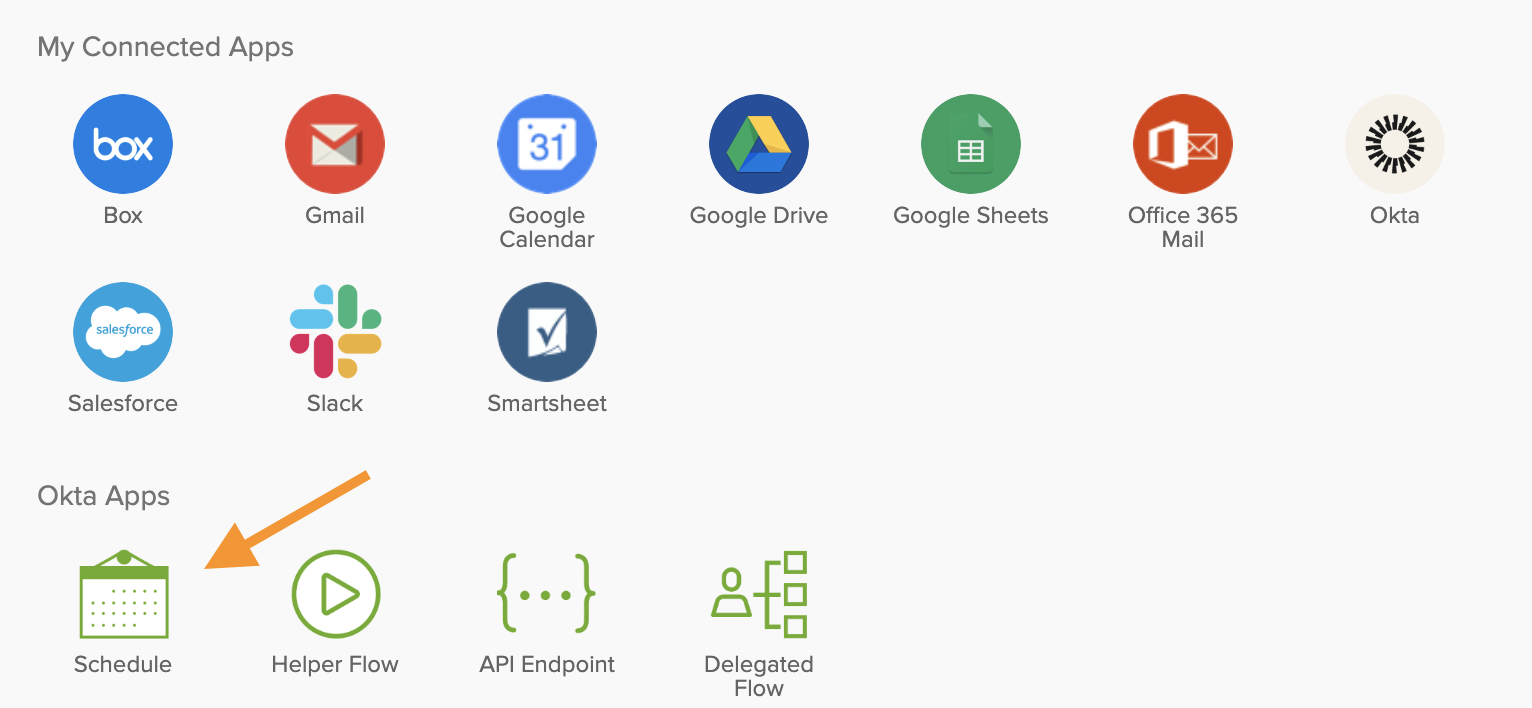 My Connected Apps
box
31
Box
Gmail
Google
Calendar
Google Drive
Google Sheets
Office 365
Mail
Okta
salesforce
Salesforce
Slack
Smartsheet
Okta Apps
{...}
Schedule
Helper Flow
API Endpoint
Delegated
Flow